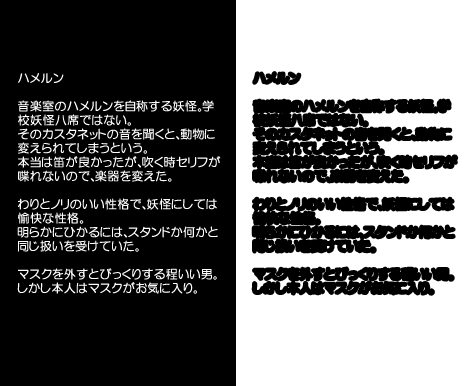 ハメルン
音楽室のハメルンを自称する妖怪。学
校妖怪八席ではない。
そのカスタネットの音を聞くと、動物に
変えられてしまうという。
本当は笛が良かったが、吹く時セリフが
喋れないので、楽器を変えた。
わりとノリのいい性格で、妖怪にしては
愉快な性格。
明らかにひかるには、スタンドか何かと
同じ扱いを受けていた。
マスクを外すとびっくりする程いい男。
しかし本人はマスクがお気に入り。
ハメルン
音楽室のハメルンを自称する妖怪。学
校妖怪八席ではない。
そのカスタネットの音を聞くと、動物に
変えられてしまうという。
本当は笛が良かったが、吹く時セリフが
喋れないので、楽器を変えた。
わりとノリのいい性格で、妖怪にしては
愉快な性格。
明らかにひかるには、スタンドか何かと
同じ扱いを受けていた。
マスクを外すとびっくりする程いい男。
しかし本人はマスクがお気に入り。